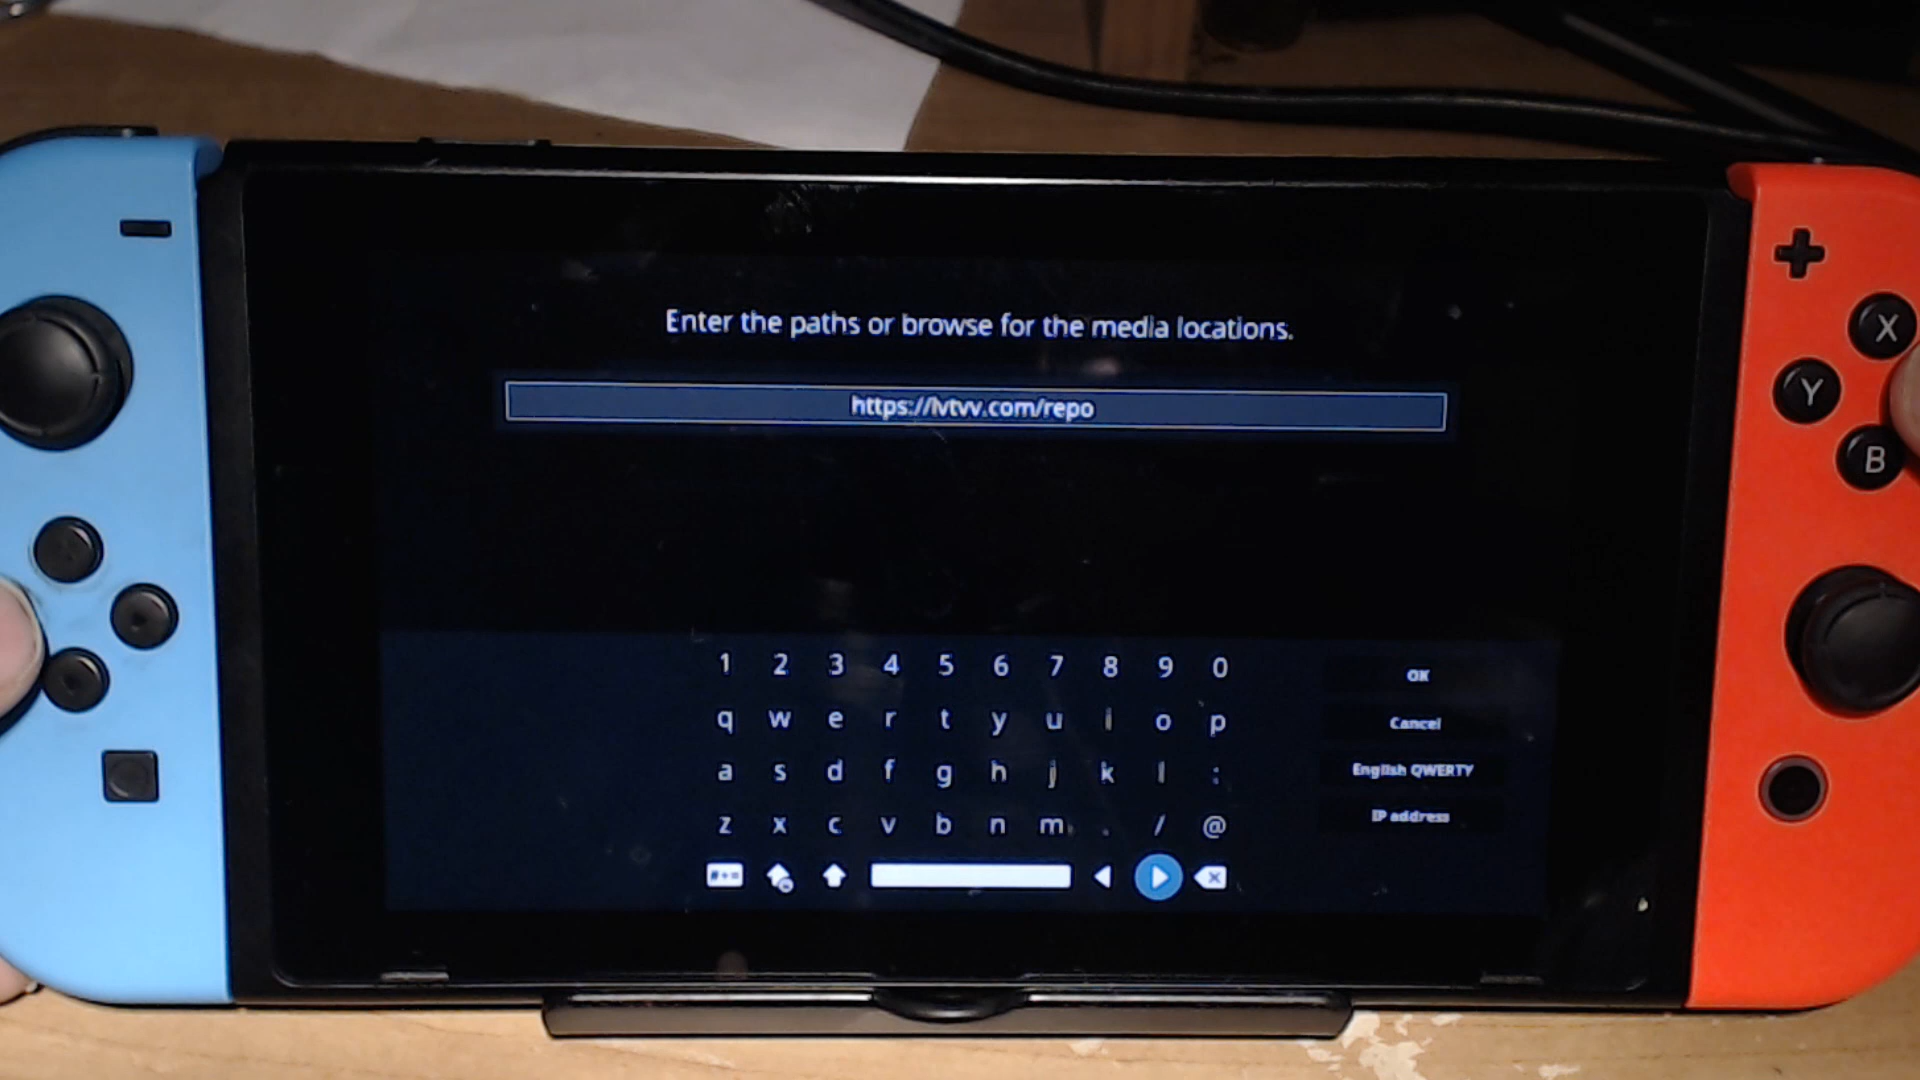 Enter the paths or browse for the media locations.
https://lvtvv.com/repo
1 2 3 4 5 6 7 8 9 0
OK
q w e r t y u i o p
Cancel
a s d f g h j k l :
English QWERTY
z x c v b n m . / @
IP address
#+=
X
Y
B